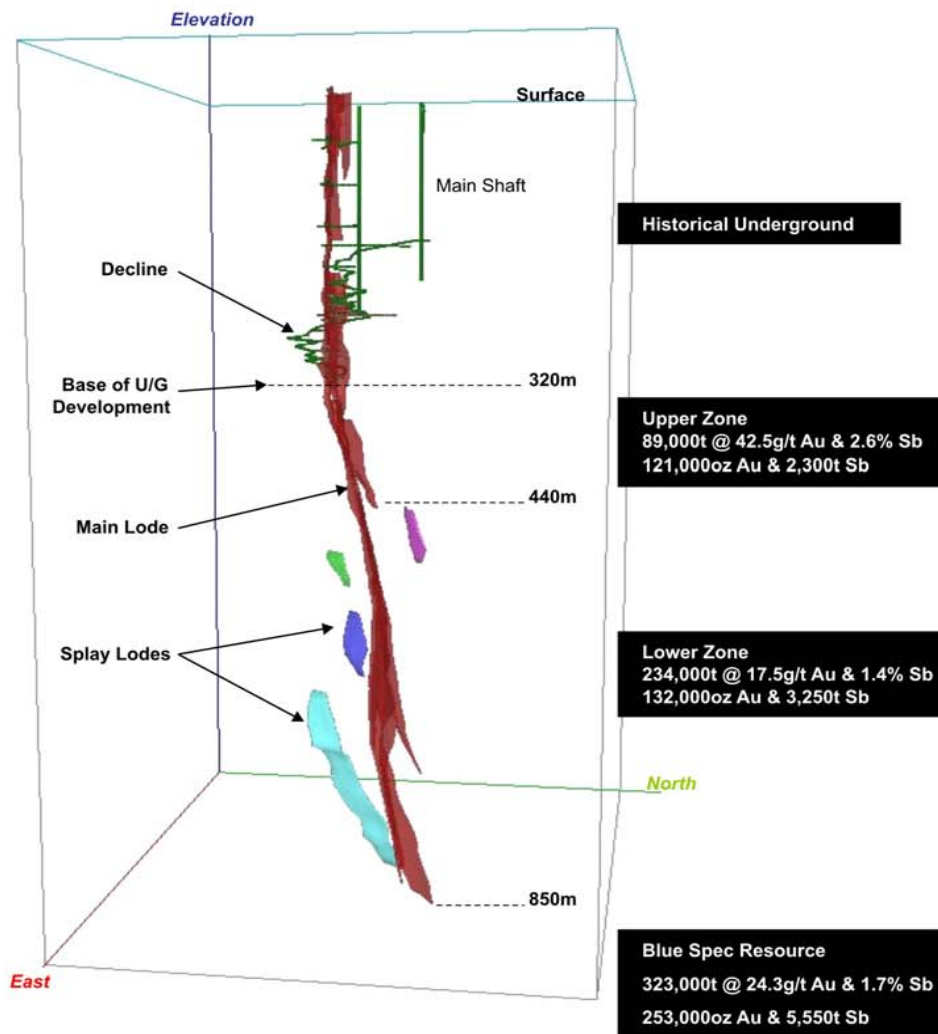 Elevation
Surface
Main Shaft
Historical Underground
Decline
Base of U/G
Development
320m
Upper Zone
89,000t @ 42.5g/t Au & 2.6% Sb
121,000oz Au & 2,300t Sb
440m
Main Lode
Splay Lodes
Lower Zone
234,000t @ 17.5g/t Au & 1.4% Sb
132,000oz Au & 3,250t Sb
North
850m
East
Blue Spec Resource
323,000t @ 24.3g/t Au & 1.7% Sb
253,000oz Au & 5,550t Sb